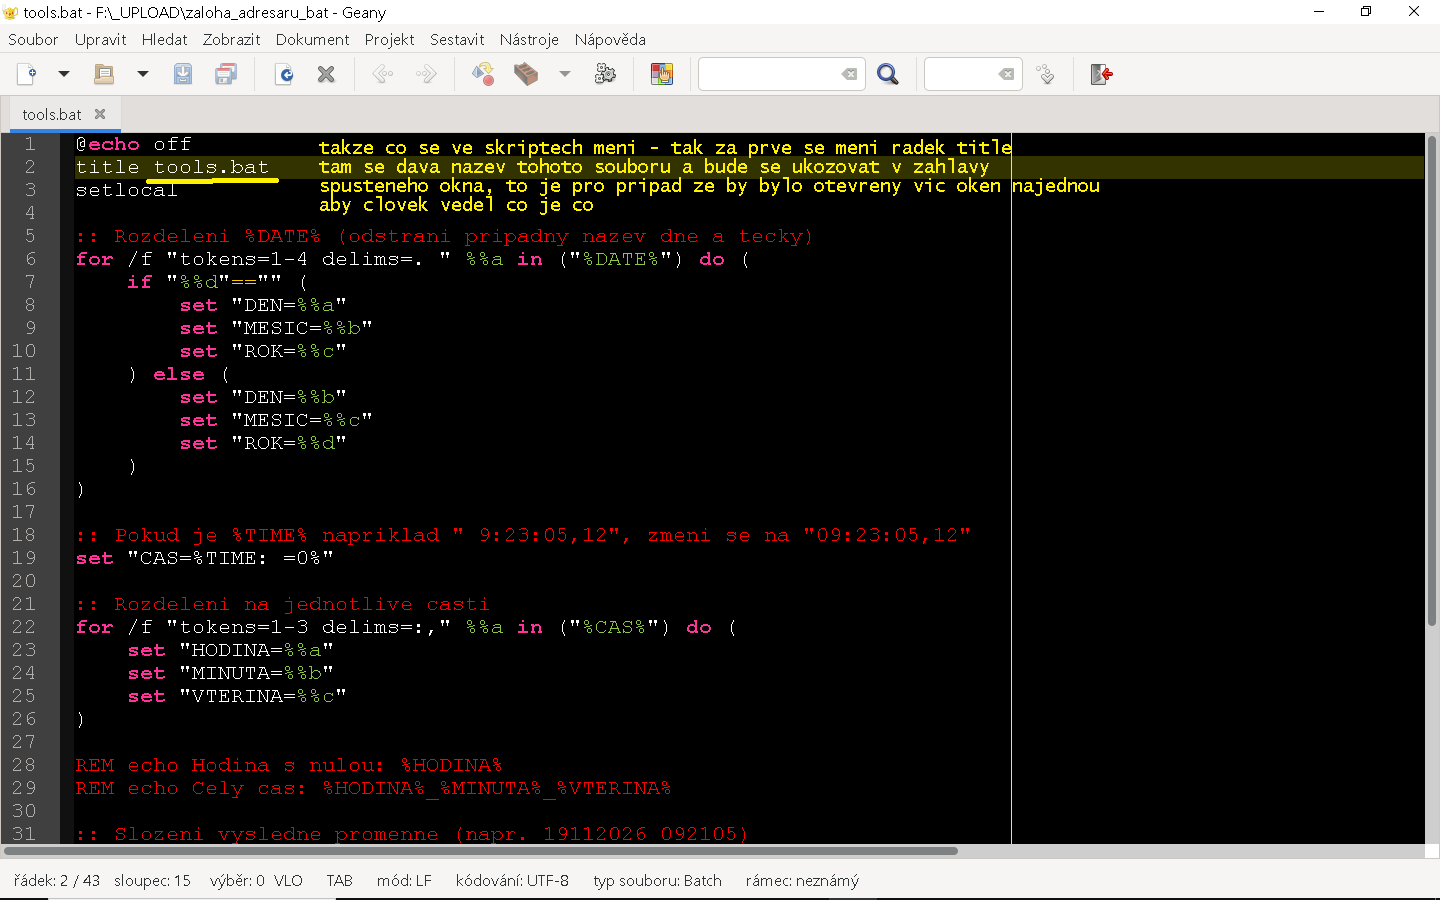 tools.bat - F:\_UPLOAD\zaloha_adresaru_bat - Geany
Soubor Upravit Hledat Zobrazit Dokument Projekt Sestavit Nástroje Nápověda
tools.bat
1 @echo off
2 title tools.bat
3 setlocal
takze co se ve skriptech meni - tak za prve se meni radek title
tam se dava nazev tohoto souboru a bude se ukozovat v zahlavy
spusteneho okna, to je pro pripad ze by bylo otevreny vic oken najednou
aby clovek vedel co je co
4
5 :: Rozdeleni %DATE% (odstrani pripadny nazev dne a tecky)
6 for /f "tokens=1-4 delims=. " %%a in ("%DATE%") do (
7 if "%%d"=="" (
8 set "DEN=%%a"
9 set "MESIC=%%b"
10 set "ROK=%%c"
11 ) else (
12 set "DEN=%%b"
13 set "MESIC=%%c"
14 set "ROK=%%d"
15 )
16 )
17
18 :: Pokud je %TIME% napriklad " 9:23:05,12", zmeni se na "09:23:05,12"
19 set "CAS=%TIME: =0%"
20
21 :: Rozdeleni na jednotlive casti
22 for /f "tokens=1-3 delims=:," %%a in ("%CAS%") do (
23 set "HODINA=%%a"
24 set "MINUTA=%%b"
25 set "VTERINA=%%c"
26 )
27
28 REM echo Hodina s nulou: %HODINA%
29 REM echo Cely cas: %HODINA%_%MINUTA%_%VTERINA%
30
31 :: Slozeni vysledne promenne (napr. 19112026_092105)
řádek: 2 / 43 sloupec: 15 výběr: 0 VLO TAB mód: LF kódování: UTF-8 typ souboru: Batch rámec: neznámý